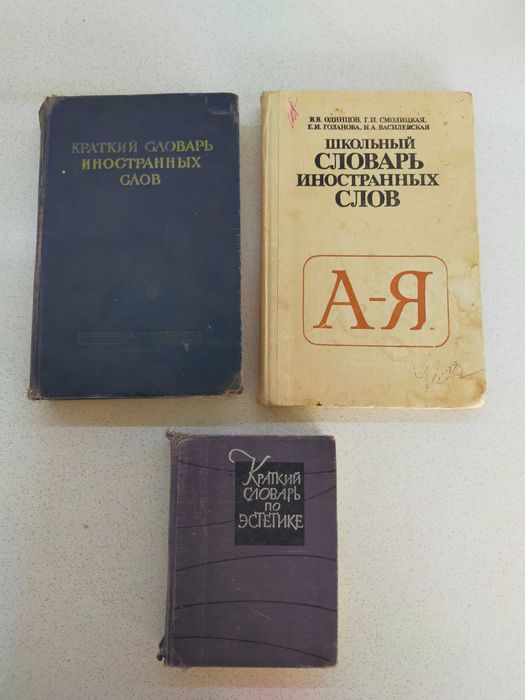 КРАТКИЙ СЛОВАРЬ
ИНОСТРАННЫХ
СЛОВ
В.В. ОДИНЦОВ, Г.П. СМОЛИЦКАЯ,
Е.И. ГОЛАНОВА, И.А. ВАСИЛЕВСКАЯ
ШКОЛЬНЫЙ
СЛОВАРЬ
ИНОСТРАННЫХ
СЛОВ
А-Я
КРАТКИЙ
СЛОВАРЬ
ПО
ЭСТЕТИКЕ